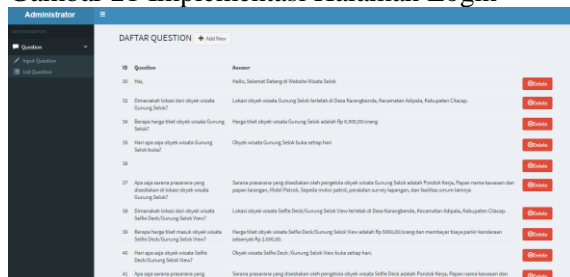 Gambar 21 Implementasi Halaman Login
Administrator
MAIN NAVIGATION
Question
Input Question
List Question
DAFTAR QUESTION + Add New
ID Question Answer
Hai, Hallo, Selamat Datang di Website Wisata Selok Delete
32 Dimanakah lokasi dari obyek wisata Lokasi obyek wisata Gunung Selok terletak di Desa Karangbenda, Kecamatan Adipala, Kabupaten Cilacap. Delete
Gunung Selok?
34 Berapa harga tiket obyek wisata Gunung Harga tiket obyek wisata Gunung Selok adalah Rp 6.500,00/orang Delete
Selok?
35 Hari apa saja obyek wisata Gunung Obyek wisata Gunung Selok buka setiap hari Delete
Selok buka?
36 Delete
37 Apa saja sarana prasarana yang Sarana prasarana yang disediakan oleh pengelola obyek wisata Gunung Selok adalah Pondok Kerja, Papan nama kawasan dan Delete
disediakan di lokasi obyek wisata papan larangan, Hotel Patroli, Sepeda motor patroli, peralatan survey lapangan, dan fasilitas umum lainnya
Gunung Selok?
38 Dimanakah lokasi dari obyek wisata Lokasi obyek wisata Selfie Deck/Gunung Selok View terletak di Desa Karangbenda, Kecamatan Adipala, Kabupaten Cilacap. Delete
Selfie Deck/Gunung Selok View?
39 Berapa harga tiket masuk obyek wisata Harga tiket obyek wisata Selfie Deck/Gunung Selok View adalah Rp 5000,00/orang dan membayar biaya parkir kendaraan Delete
Selfie Deck/Gunung Selok View? sebanyak Rp 2.000,00.
40 Hari apa saja obyek wisata Selfie Obyek wisata Selfie Deck /Gunung Selok View buka setiap hari. Delete
Deck/Gunung Selok View?
41 Apa saja sarana prasarana yang Sarana prasarana yang disediakan oleh pengelola obyek wisata Selfie Deck adalah Pondok Kerja, Papan nama kawasan dan Delete